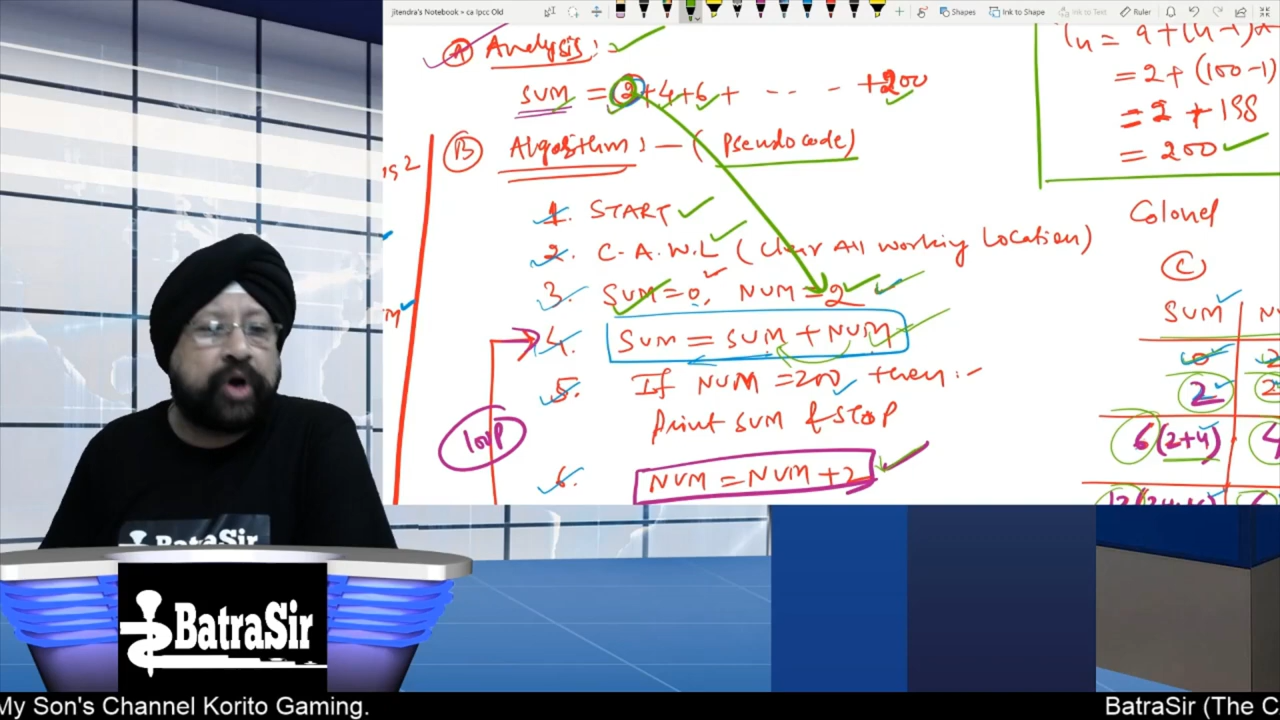 jitendra's Notebook » ca Ipcc Old
Shapes
Ink to Shape
Ink to Text
Ruler
(A) Analysis :-
SUM = 2+4+6+ - - - - +200
(B) Algorithm :- (Pseudocode)
1. START
2. C.A.W.L (Clear All Working Location)
3. SUM=0, NUM=2
4. SUM = SUM + NUM
5. If NUM =200 then :-
Print SUM & Stop
loop
6. NUM = NUM +2
= 2 + (100-1)
= 2 + 198
= 200
Colonel
(C)
SUM
0
2
2
6 (2+4)
BatraSir
BatraSir
My Son's Channel Korito Gaming.
BatraSir (The C